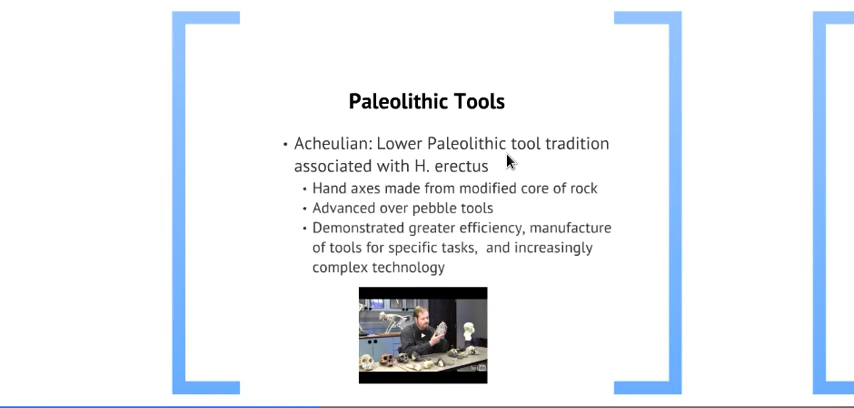 Paleolithic Tools
• Acheulian: Lower Paleolithic tool tradition
associated with H. erectus
• Hand axes made from modified core of rock
• Advanced over pebble tools
• Demonstrated greater efficiency, manufacture
of tools for specific tasks,  and increasingly
complex technology